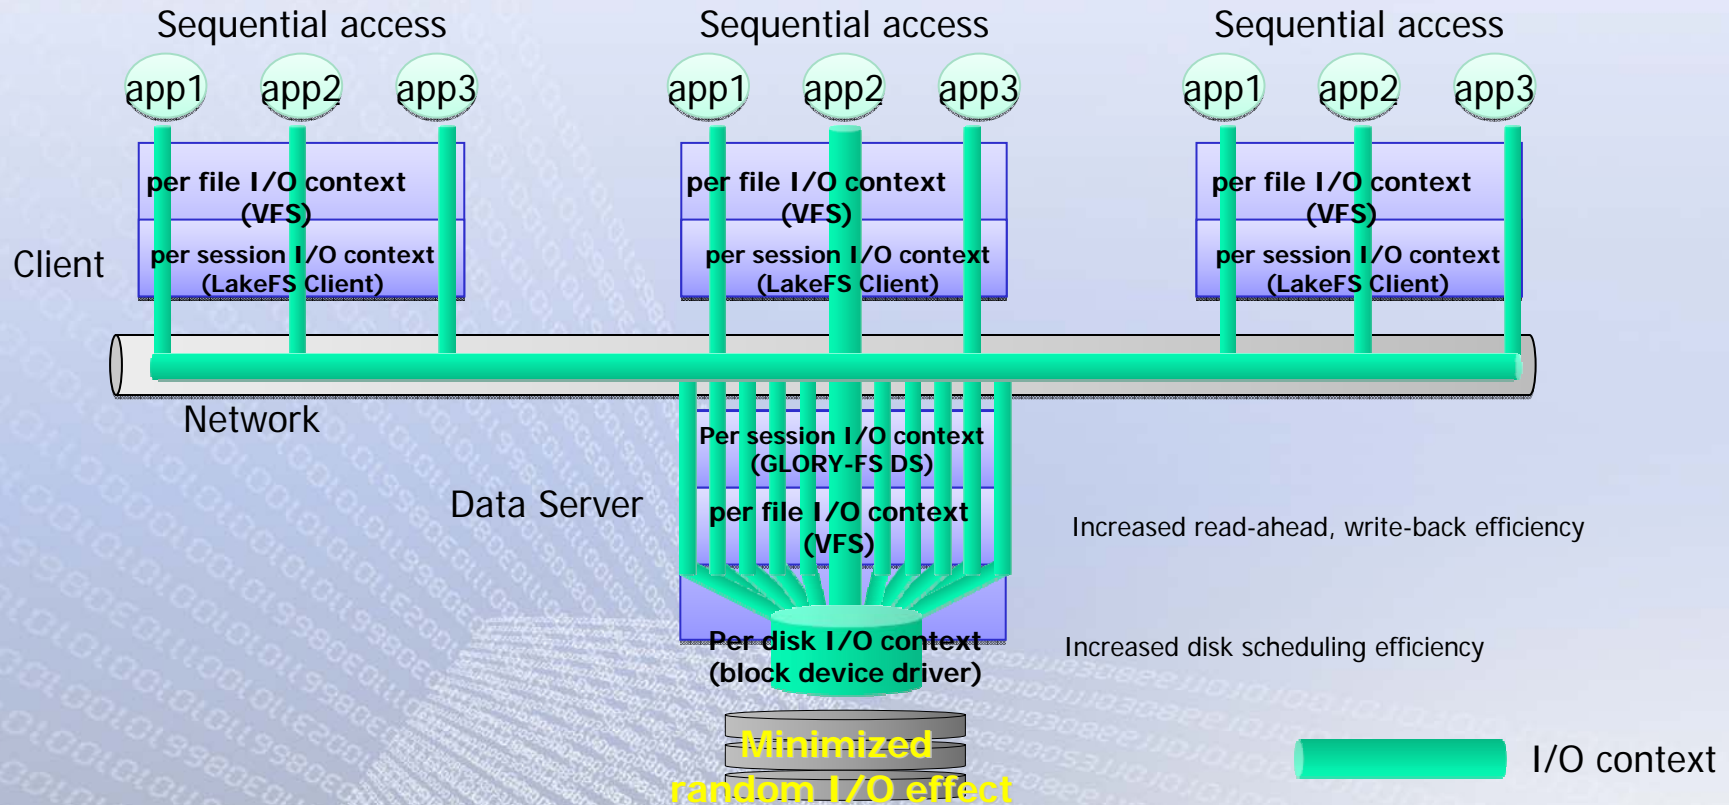 Sequential access
Sequential access
Sequential access
app1
app2
app3
app1
app2
app3
app1
app2
app3
per file I/O context
(VFS)
per file I/O context
(VFS)
per file I/O context
(VFS)
Client
per session I/O context
(LakeFS Client)
per session I/O context
(LakeFS Client)
per session I/O context
(LakeFS Client)
Network
Per session I/O context
(GLORY-FS DS)
Data Server
per file I/O context
(VFS)
Increased read-ahead, write-back efficiency
Per disk I/O context
(block device driver)
Increased disk scheduling efficiency
Minimized
random I/O effect
I/O context